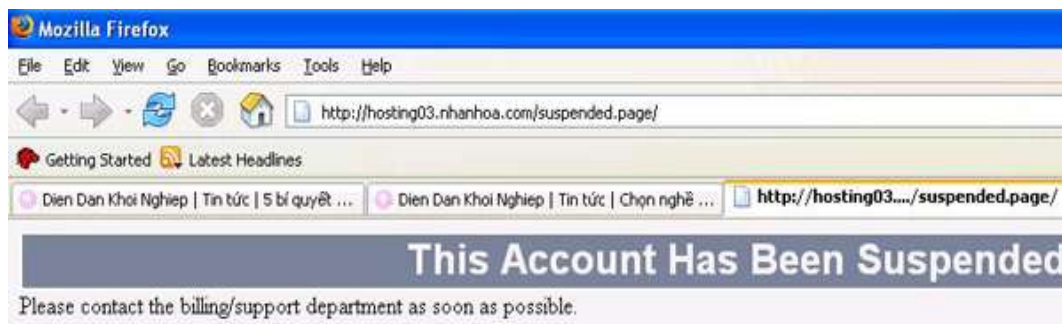 Mozilla Firefox
File Edit View Go Bookmarks Tools Help
http://hosting03.nhanhoa.com/suspended.page/
Getting Started Latest Headlines
Dien Dan Khoi Nghiep | Tin tức | 5 bí quyết ... Dien Dan Khoi Nghiep | Tin tức | Chọn nghề ... http://hosting03..../suspended.page/
This Account Has Been Suspended
Please contact the billing/support department as soon as possible.